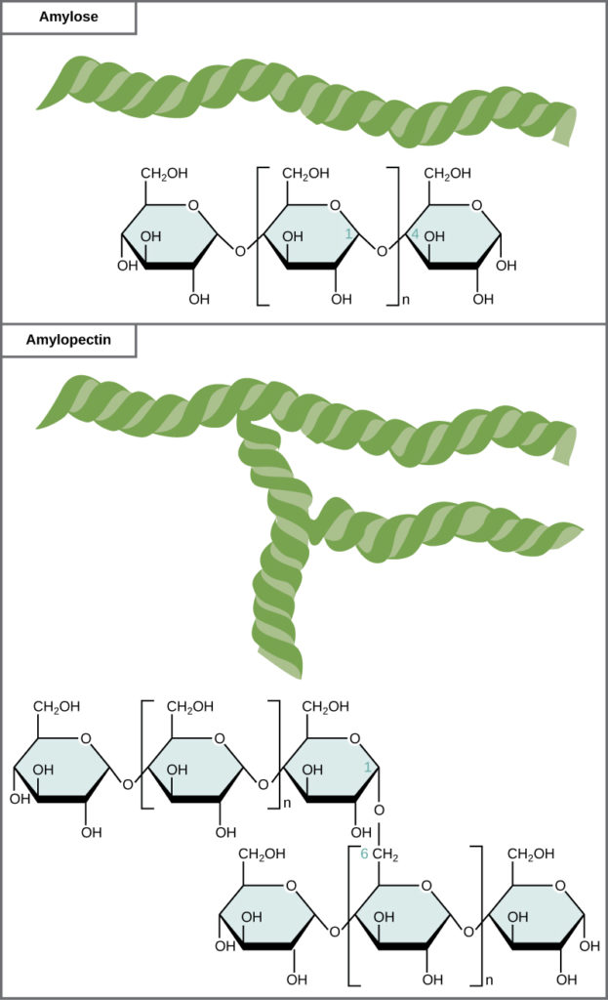 Amylose
CH₂OH CH₂OH CH₂OH
O O O
OH OH 1 4 OH
OH O O OH
OH OH n OH
Amylopectin
CH₂OH CH₂OH CH₂OH
O O O
OH OH OH 1
OH O O n
OH OH OH O
CH₂OH 6 CH₂ CH₂OH
O O O
OH OH OH
OH O O OH
OH OH n OH